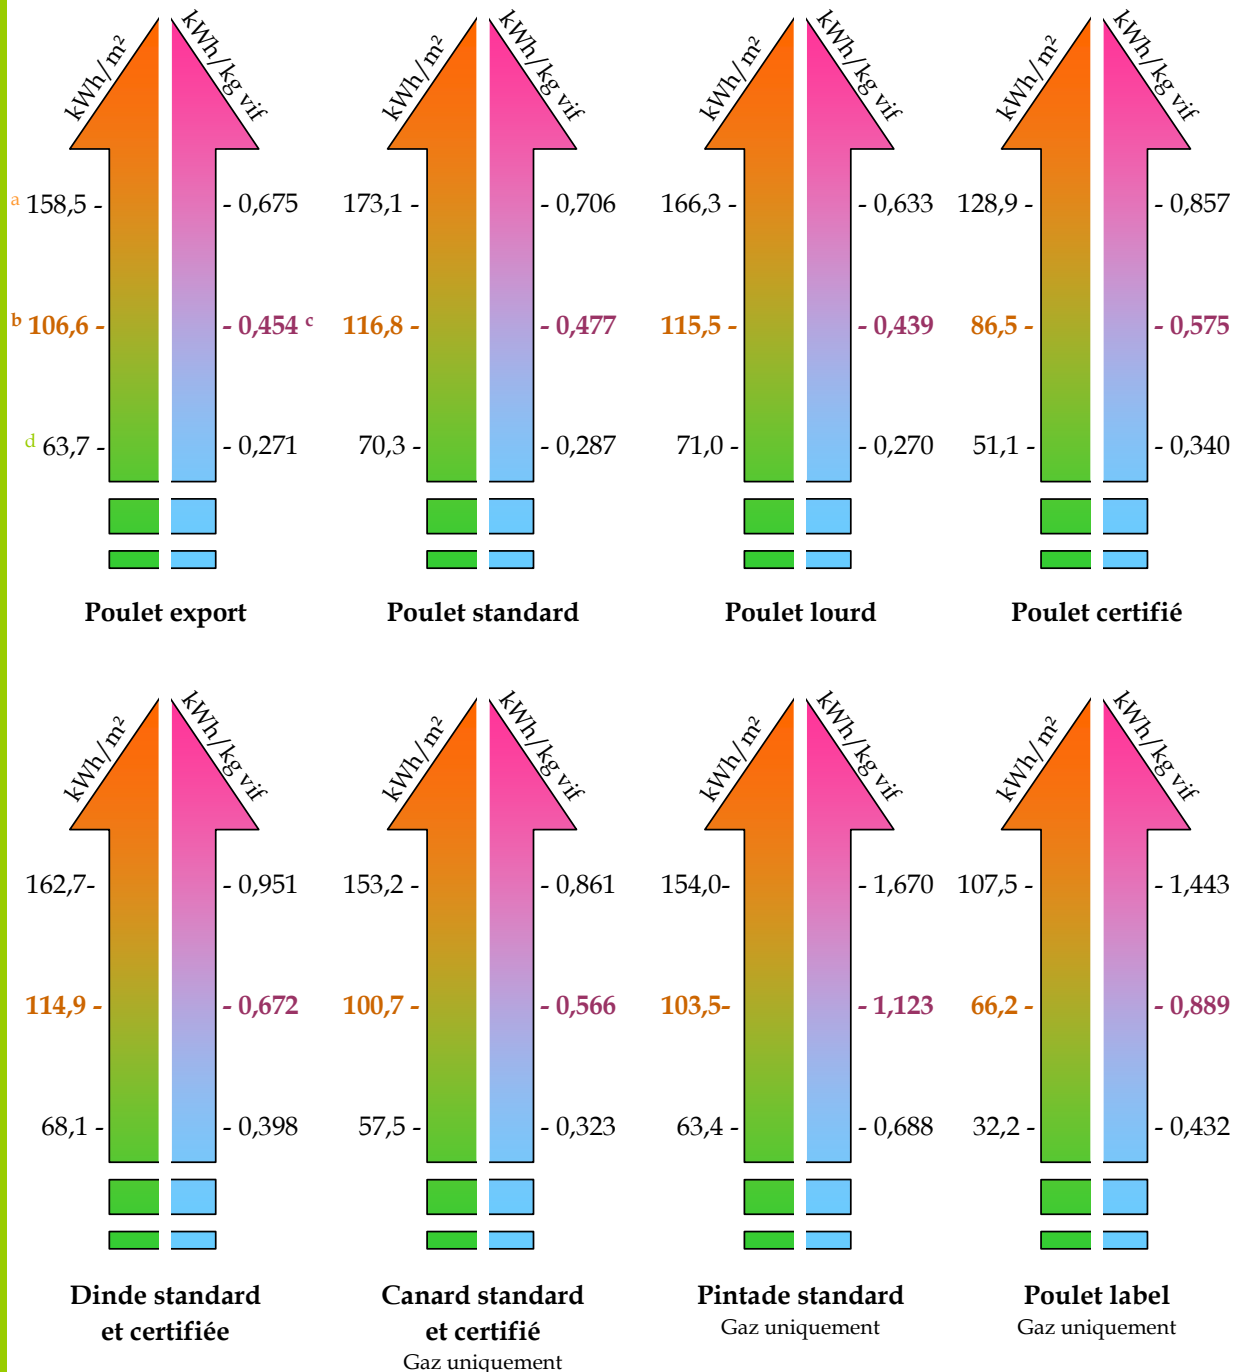 kWh/m² kWh/kg vif kWh/m² kWh/kg vif kWh/m² kWh/kg vif kWh/m² kWh/kg vif
a 158,5 - - 0,675 173,1 - - 0,706 166,3 - - 0,633 128,9 - - 0,857
b 106,6 - - 0,454 c 116,8 - - 0,477 115,5 - - 0,439 86,5 - - 0,575
d 63,7 - - 0,271 70,3 - - 0,287 71,0 - - 0,270 51,1 - - 0,340
Poulet export Poulet standard Poulet lourd Poulet certifié
kWh/m² kWh/kg vif kWh/m² kWh/kg vif kWh/m² kWh/kg vif kWh/m² kWh/kg vif
162,7- - 0,951 153,2 - - 0,861 154,0- - 1,670 107,5 - - 1,443
114,9 - - 0,672 100,7 - - 0,566 103,5- - 1,123 66,2 - - 0,889
68,1 - - 0,398 57,5 - - 0,323 63,4 - - 0,688 32,2 - - 0,432
Dinde standard Canard standard Pintade standard Poulet label
et certifiée et certifié Gaz uniquement Gaz uniquement
Gaz uniquement